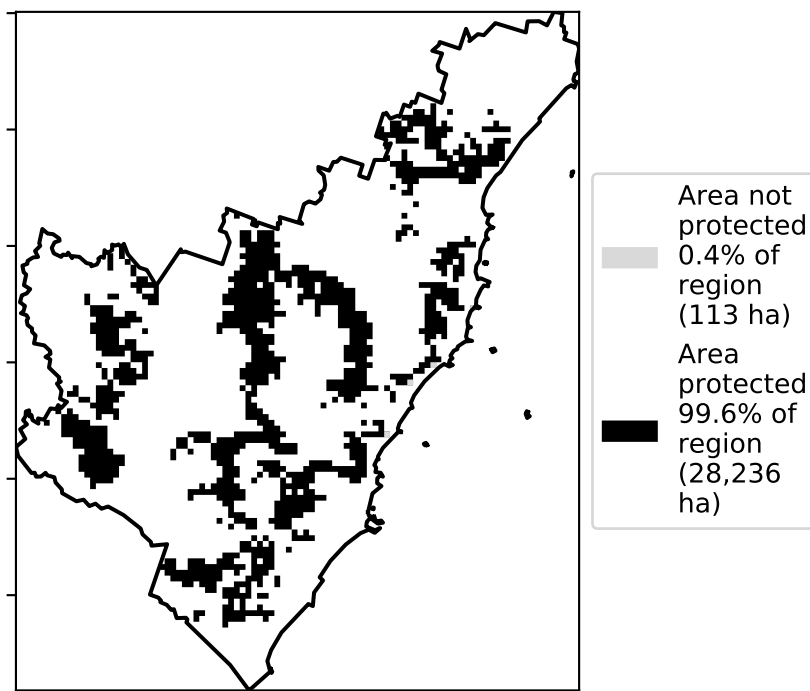 Area not
protected
0.4% of
region
(113 ha)
Area
protected
99.6% of
region
(28,236
ha)